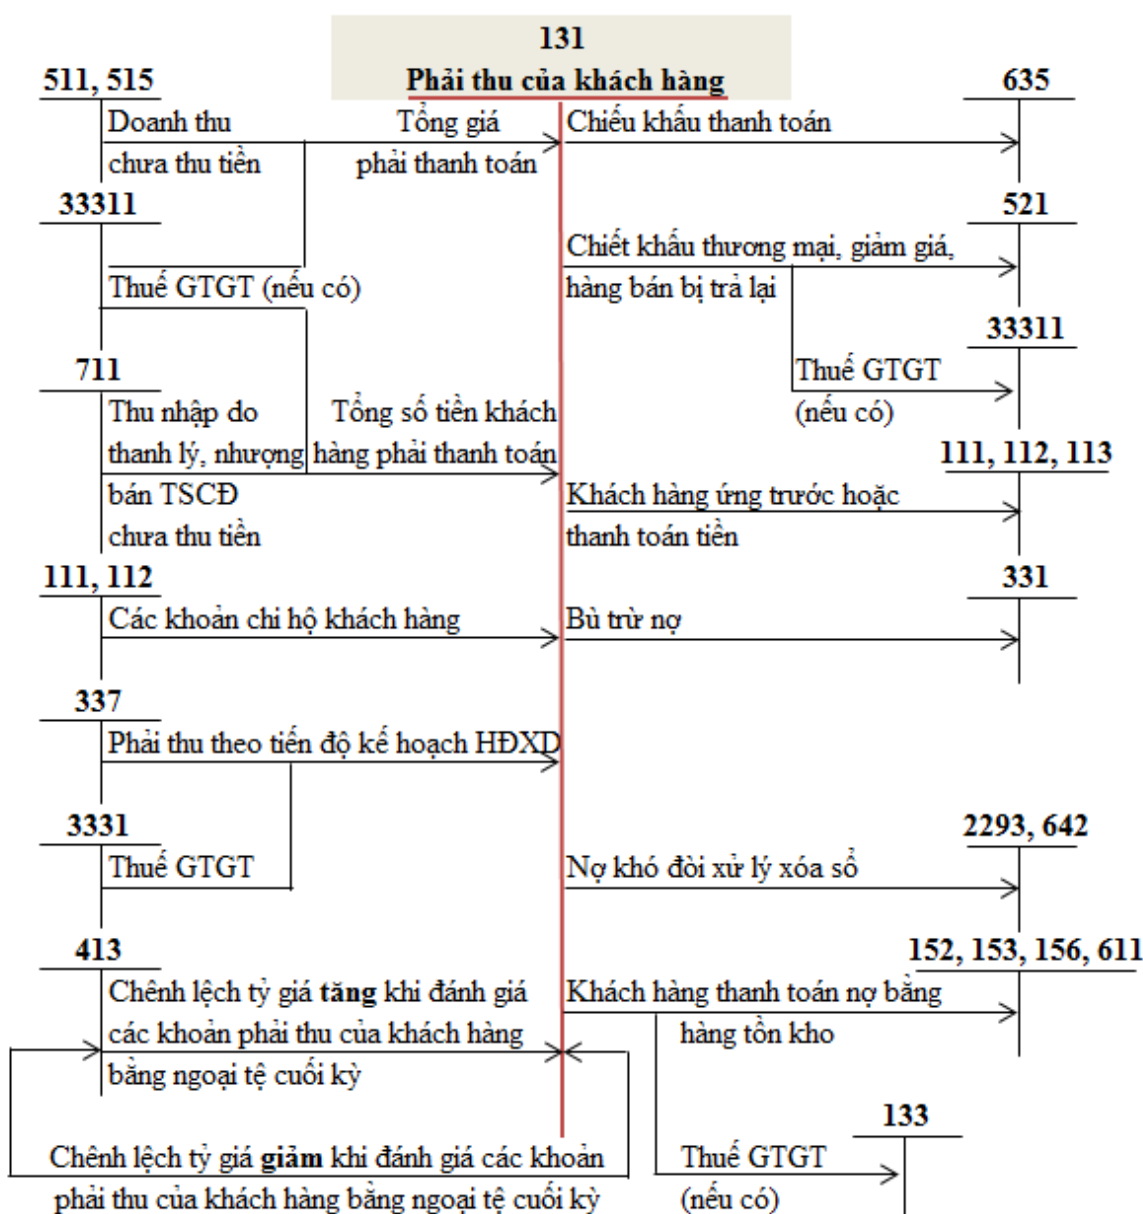 131
Phải thu của khách hàng
511, 515
635
Doanh thu
chưa thu tiền
Tổng giá
phải thanh toán
Chiếu khấu thanh toán
33311
521
Thuế GTGT (nếu có)
Chiết khấu thương mại, giảm giá,
hàng bán bị trả lại
33311
Thuế GTGT
(nếu có)
711
Thu nhập do
thanh lý, nhượng
bán TSCĐ
chưa thu tiền
Tổng số tiền khách
hàng phải thanh toán
111, 112, 113
Khách hàng ứng trước hoặc
thanh toán tiền
111, 112
331
Các khoản chi hộ khách hàng
Bù trừ nợ
337
Phải thu theo tiến độ kế hoạch HĐXD
3331
Thuế GTGT
2293, 642
Nợ khó đòi xử lý xóa sổ
413
152, 153, 156, 611
Chênh lệch tỷ giá tăng khi đánh giá
các khoản phải thu của khách hàng
bằng ngoại tệ cuối kỳ
Khách hàng thanh toán nợ bằng
hàng tồn kho
133
Chênh lệch tỷ giá giảm khi đánh giá các khoản
phải thu của khách hàng bằng ngoại tệ cuối kỳ
Thuế GTGT
(nếu có)